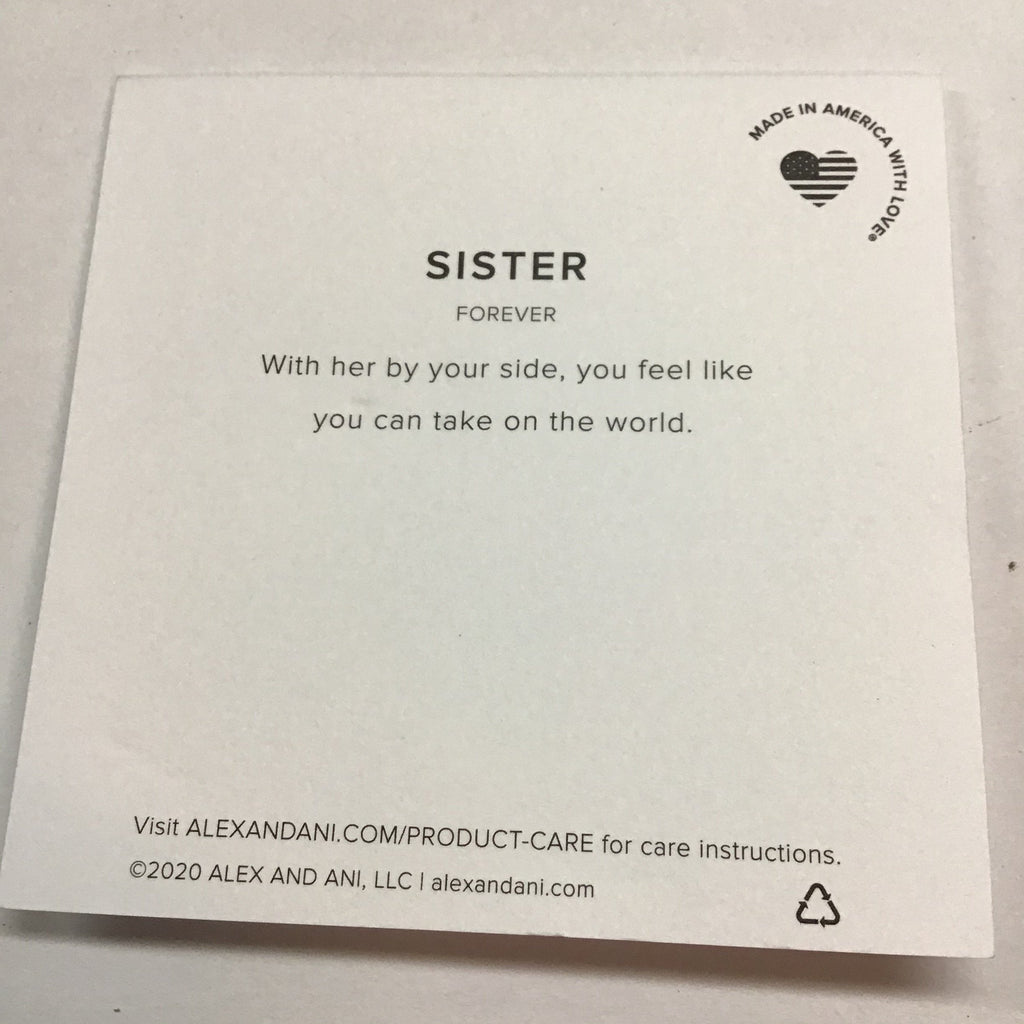 MADE IN AMERICA WITH LOVE®
SISTER
FOREVER
With her by your side, you feel like
you can take on the world.
Visit ALEXANDANI.COM/PRODUCT-CARE for care instructions.
©2020 ALEX AND ANI, LLC | alexandani.com